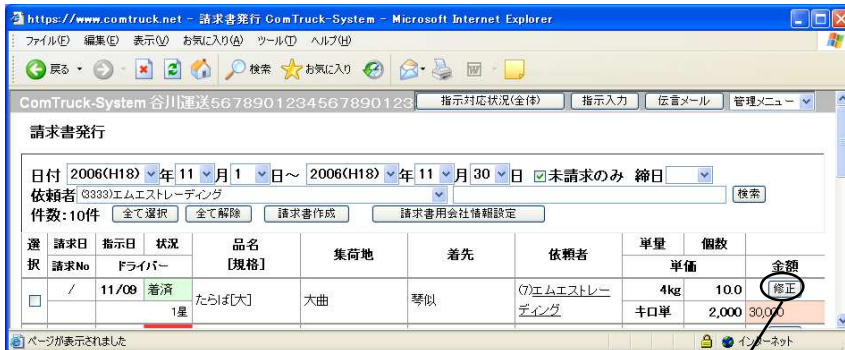 https://www.comtruck.net - 請求書発行 ComTruck-System - Microsoft Internet Explorer
ファイル(F) 編集(E) 表示(V) お気に入り(A) ツール(T) ヘルプ(H)
戻る 検索 お気に入り
ComTruck-System 谷川運送5678901234567890123 指示対応状況(全体) 指示入力 伝言メール 管理メニュー
請求書発行
日付 2006(H18) 年 11 月 1 日～ 2006(H18) 年 11 月 30 日 未請求のみ 締日
依頼者 (3333)エムエストレーディング 検索
件数:10件 全て選択 全て解除 請求書作成 請求書用会社情報設定
選択 請求日 指示日 状況 品名 集荷地 着先 依頼者 単量 個数 金額
請求No ドライバー [規格] 単価
/ 11/09 着済 たらば[大] 大曲 琴似 (7)エムエストレーディング 4kg 10.0 修正
1星 キロ単 2,000 30,000
ページが表示されました インターネット